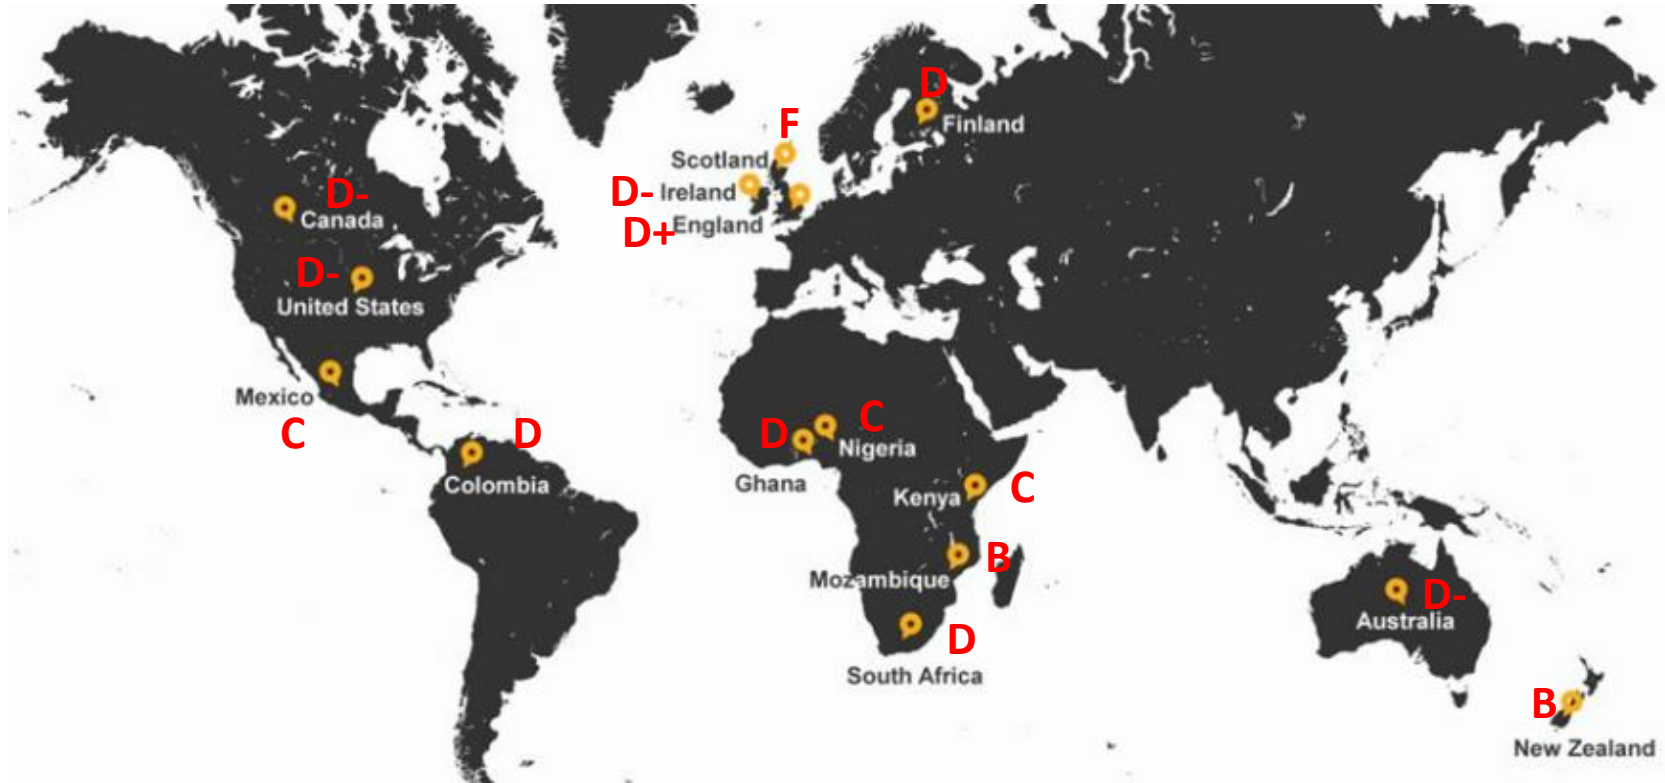 D
Finland
F
Scotland
D- Ireland
D+ England
D-
Canada
D-
United States
Mexico
C
D
Colombia
D C
Nigeria
Ghana
Kenya C
B
Mozambique
D
South Africa
D-
Australia
B
New Zealand